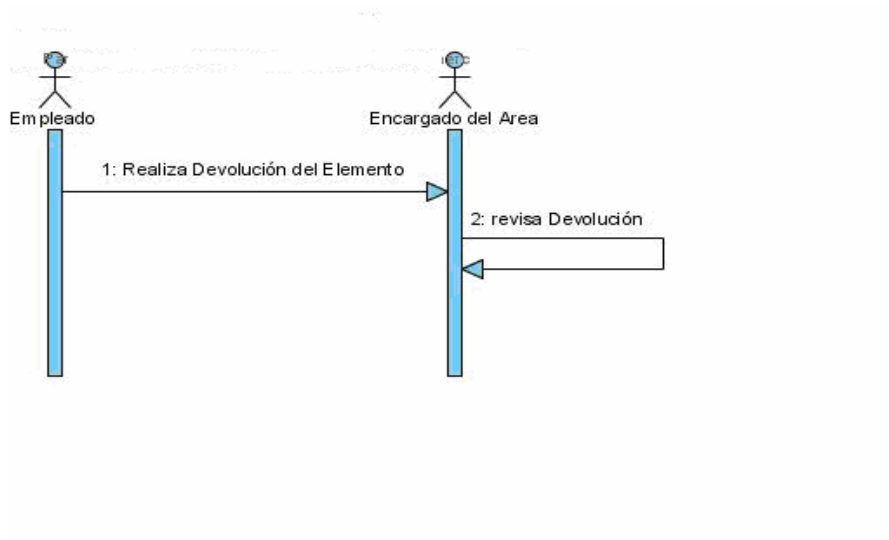 Empleado
Encargado del Area
1: Realiza Devolución del Elemento
2: revisa Devolución